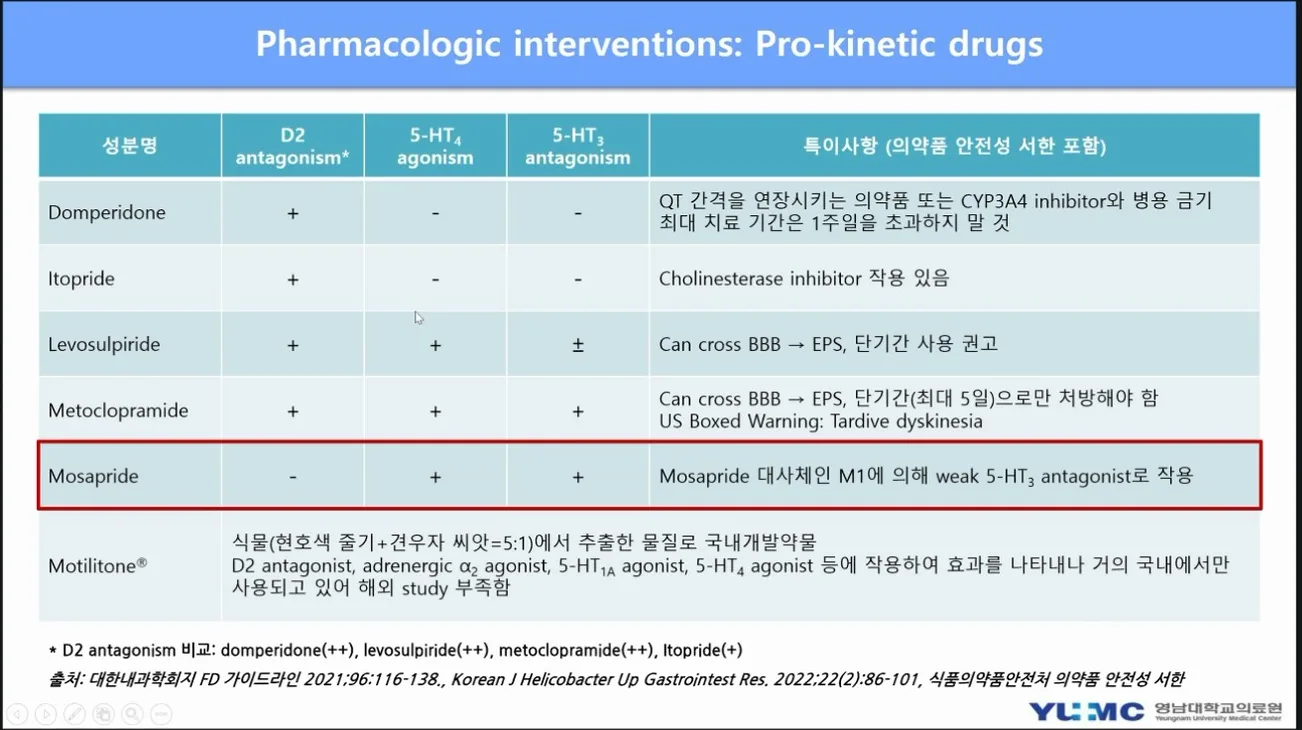 Pharmacologic interventions: Pro-kinetic drugs
성분명
D2
antagonism*
5-HT₄
agonism
5-HT₃
antagonism
특이사항 (의약품 안전성 서한 포함)
Domperidone
+
-
-
QT 간격을 연장시키는 의약품 또는 CYP3A4 inhibitor와 병용 금기
최대 치료 기간은 1주일을 초과하지 말 것
Itopride
+
-
-
Cholinesterase inhibitor 작용 있음
Levosulpiride
+
+
±
Can cross BBB → EPS, 단기간 사용 권고
Metoclopramide
+
+
+
Can cross BBB → EPS, 단기간(최대 5일)으로만 처방해야 함
US Boxed Warning: Tardive dyskinesia
Mosapride
-
+
+
Mosapride 대사체인 M1에 의해 weak 5-HT₃ antagonist로 작용
Motilitone®
식물(현호색 줄기+견우자 씨앗=5:1)에서 추출한 물질로 국내개발약물
D2 antagonist, adrenergic α₂ agonist, 5-HT₁A agonist, 5-HT₄ agonist 등에 작용하여 효과를 나타내나 거의 국내에서만
사용되고 있어 해외 study 부족함
* D2 antagonism 비교: domperidone(++), levosulpiride(++), metoclopramide(++), Itopride(+)
출처: 대한내과학회지 FD 가이드라인 2021;96:116-138., Korean J Helicobacter Up Gastrointest Res. 2022;22(2):86-101, 식품의약품안전처 의약품 안전성 서한
YUMC 영남대학교의료원
Yeungnam University Medical Center